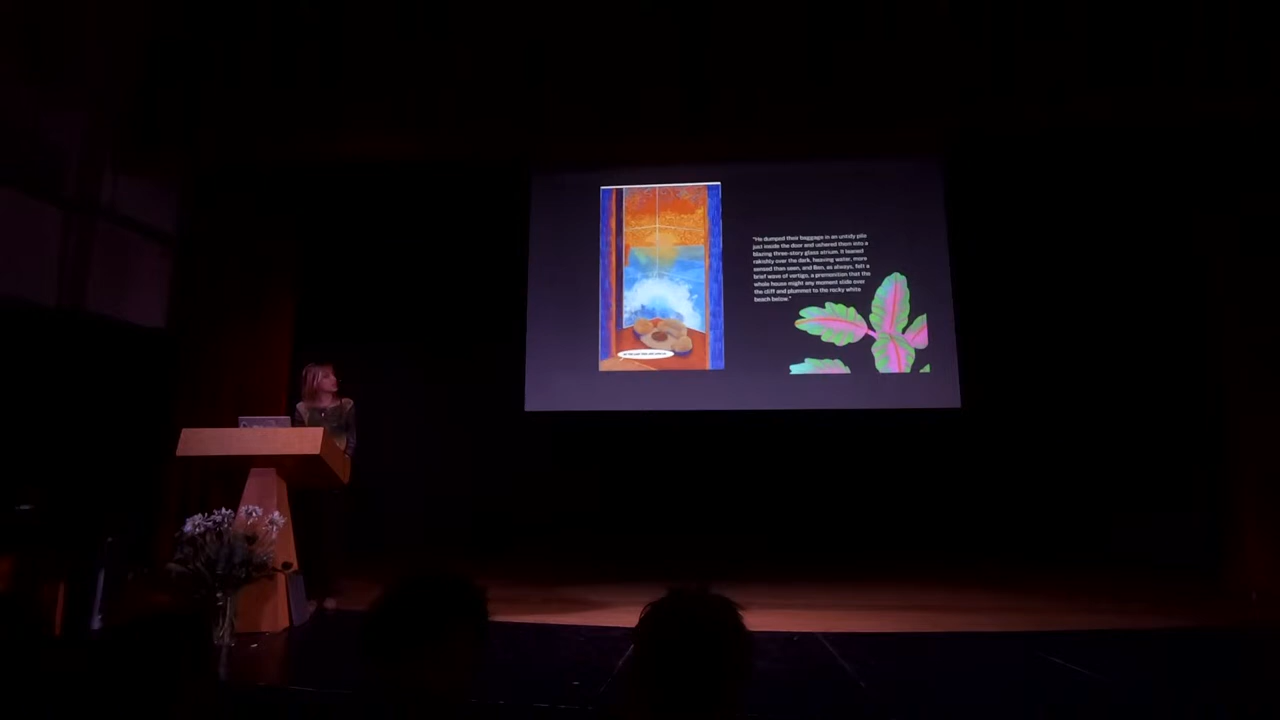 "He dumped their baggage in an untidy pile
just inside the door and ushered them into a
blazing three-story glass atrium. It leaned
rakishly over the dark, heaving water, more
sensed than seen, and Ben, as always, felt a
brief wave of vertigo, a premonition that the
whole house might any moment slide over
the cliff and plummet to the rocky white
beach below."